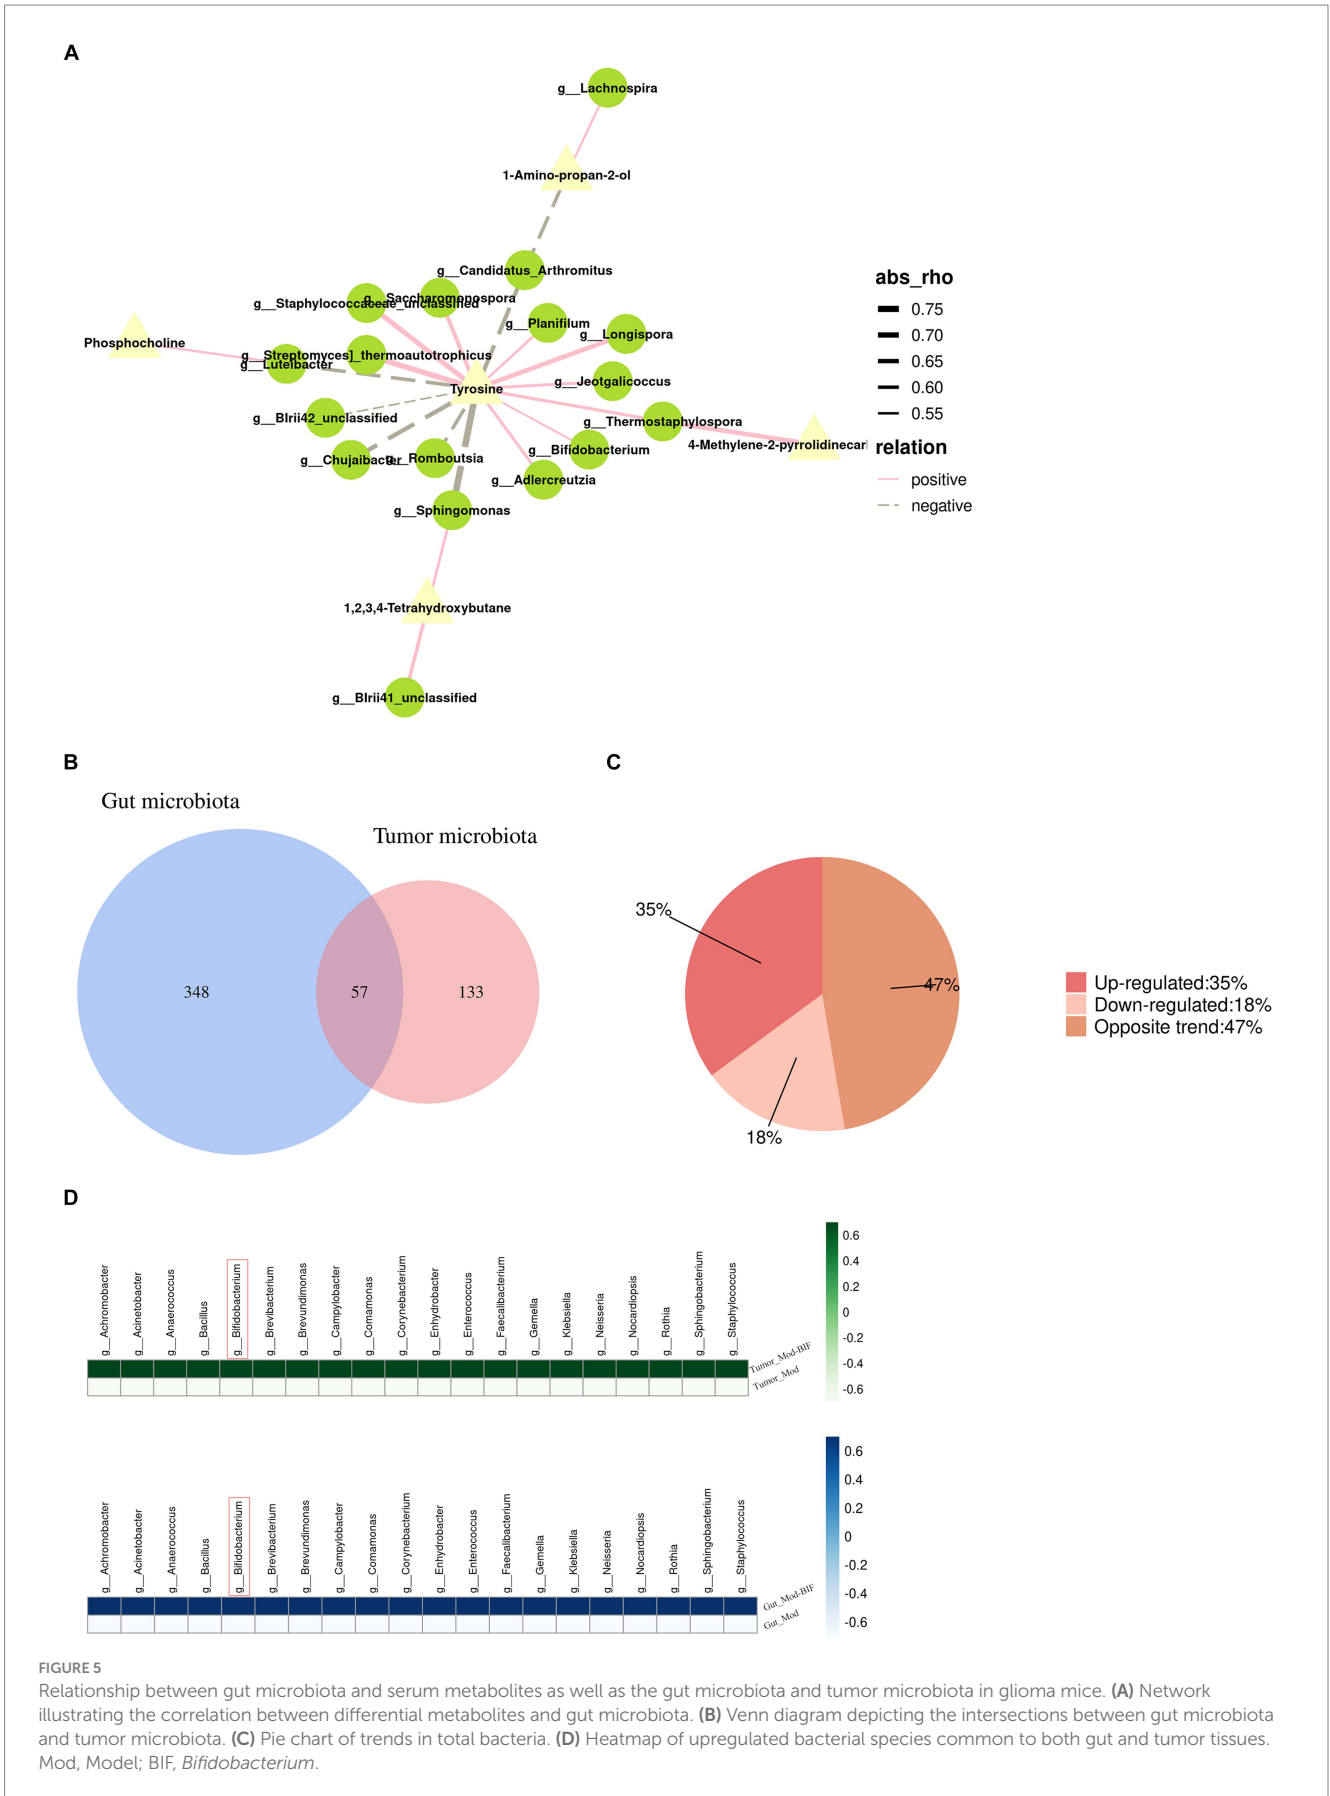 A
g__Lachnospira
1-Amino-propan-2-ol
g__Candidatus_Arthromitus
g__Saccharomonospora
g__Staphylococcaceae_unclassified
g__Planifilum
g__Longispora
Phosphocholine
g__Streptomyces]_thermoautotrophicus
g__Luteibacter
Tyrosine
g__Jeotgalicoccus
g__BIrii42_unclassified
g__Thermostaphylospora
4-Methylene-2-pyrrolidinecar
g__Bifidobacterium
g__Chujaibacter
g__Romboutsia
g__Adlercreutzia
g__Sphingomonas
1,2,3,4-Tetrahydroxybutane
g__BIrii41_unclassified
abs_rho
0.75
0.70
0.65
0.60
0.55
relation
positive
negative
B
Gut microbiota
Tumor microbiota
348
57
133
C
35%
47%
18%
Up-regulated:35%
Down-regulated:18%
Opposite trend:47%
D
g__Achromobacter
g__Acinetobacter
g__Anaerococcus
g__Bacillus
g__Bifidobacterium
g__Brevibacterium
g__Brevundimonas
g__Campylobacter
g__Comamonas
g__Corynebacterium
g__Enhydrobacter
g__Enterococcus
g__Faecalibacterium
g__Gemella
g__Klebsiella
g__Neisseria
g__Nocardiopsis
g__Rothia
g__Sphingobacterium
g__Staphylococcus
Tumor_Mod-BIF
Tumor_Mod
0.6
0.4
0.2
0
-0.2
-0.4
-0.6
g__Achromobacter
g__Acinetobacter
g__Anaerococcus
g__Bacillus
g__Bifidobacterium
g__Brevibacterium
g__Brevundimonas
g__Campylobacter
g__Comamonas
g__Corynebacterium
g__Enhydrobacter
g__Enterococcus
g__Faecalibacterium
g__Gemella
g__Klebsiella
g__Neisseria
g__Nocardiopsis
g__Rothia
g__Sphingobacterium
g__Staphylococcus
Gut_Mod-BIF
Gut_Mod
0.6
0.4
0.2
0
-0.2
-0.4
-0.6
FIGURE 5
Relationship between gut microbiota and serum metabolites as well as the gut microbiota and tumor microbiota in glioma mice. (A) Network
illustrating the correlation between differential metabolites and gut microbiota. (B) Venn diagram depicting the intersections between gut microbiota
and tumor microbiota. (C) Pie chart of trends in total bacteria. (D) Heatmap of upregulated bacterial species common to both gut and tumor tissues.
Mod, Model; BIF, Bifidobacterium.